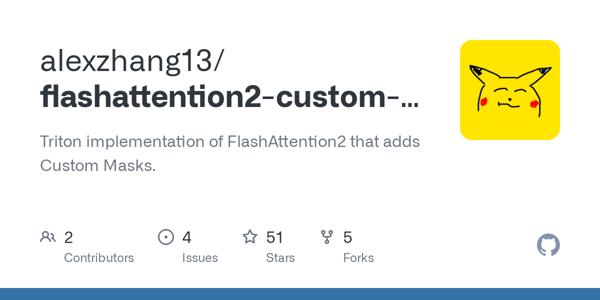 alexzhang13/
flashattention2-custom-...
Triton implementation of FlashAttention2 that adds
Custom Masks.
2
Contributors
4
Issues
51
Stars
5
Forks